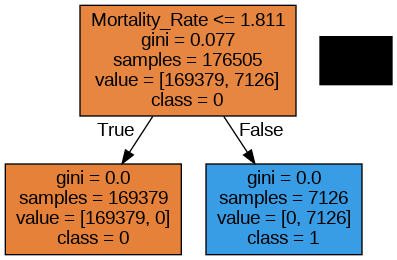 Mortality_Rate <= 1.811
gini = 0.077
samples = 176505
value = [169379, 7126]
class = 0
True
False
gini = 0.0
samples = 169379
value = [169379, 0]
class = 0
gini = 0.0
samples = 7126
value = [0, 7126]
class = 1